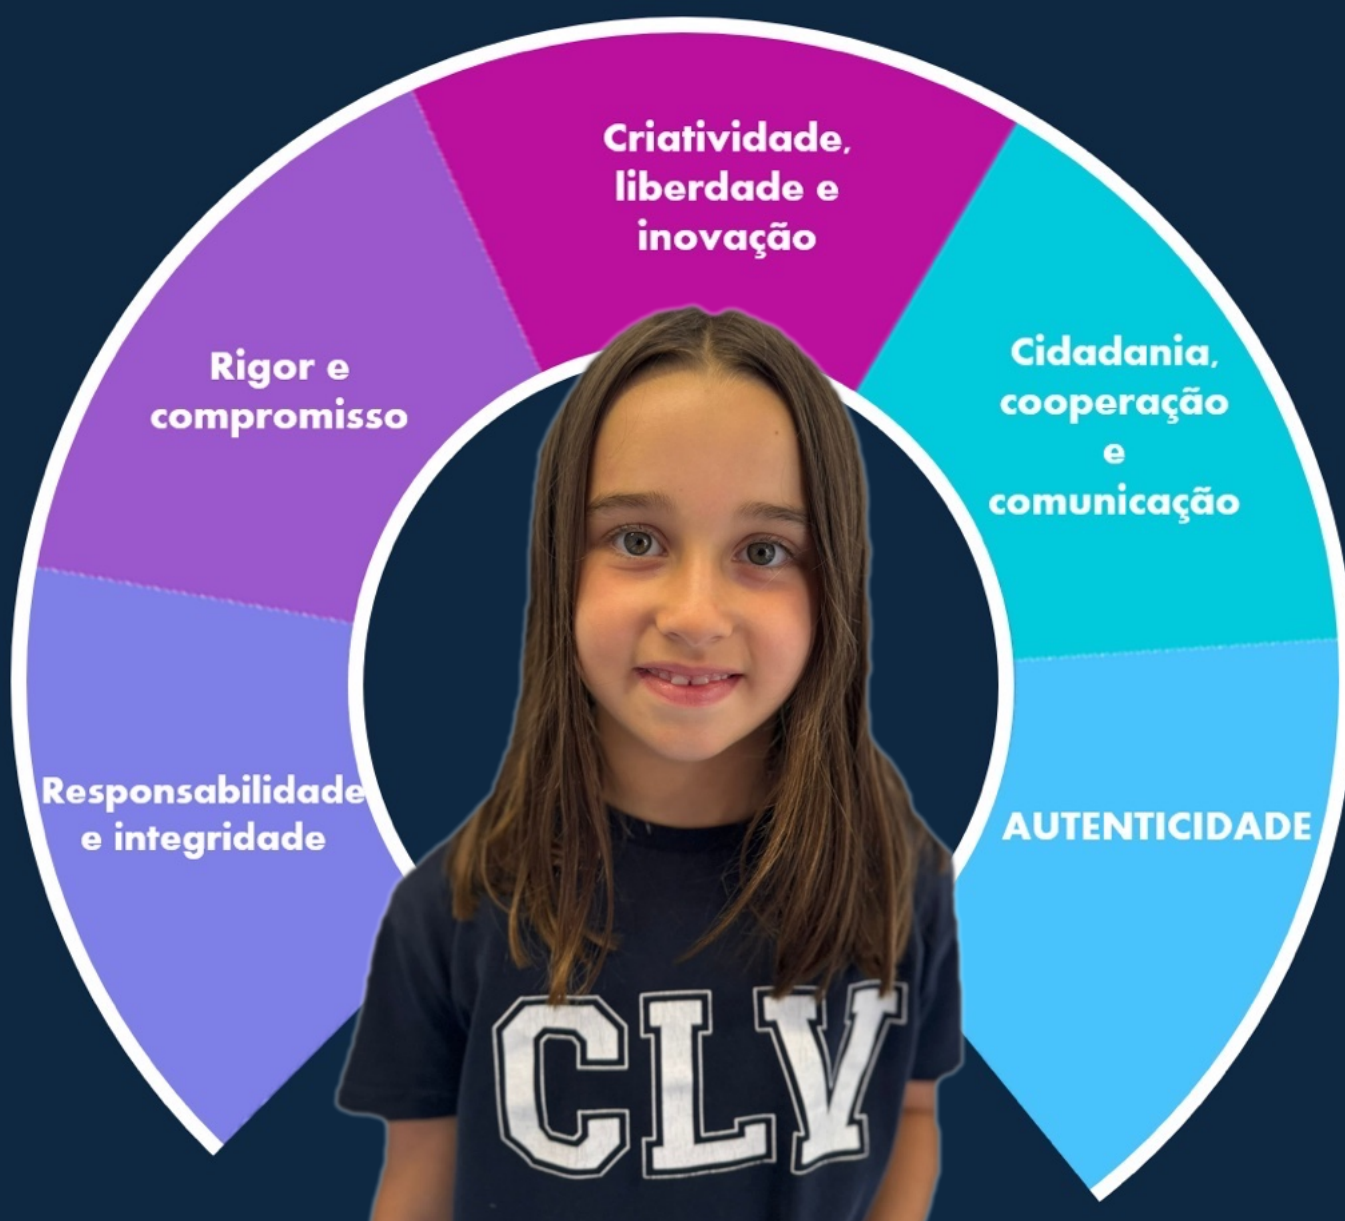 Criatividade,
liberdade e
inovação
Rigor e
compromisso
Cidadania,
cooperação
e
comunicação
Responsabilidade
e integridade
AUTENTICIDADE
CLV